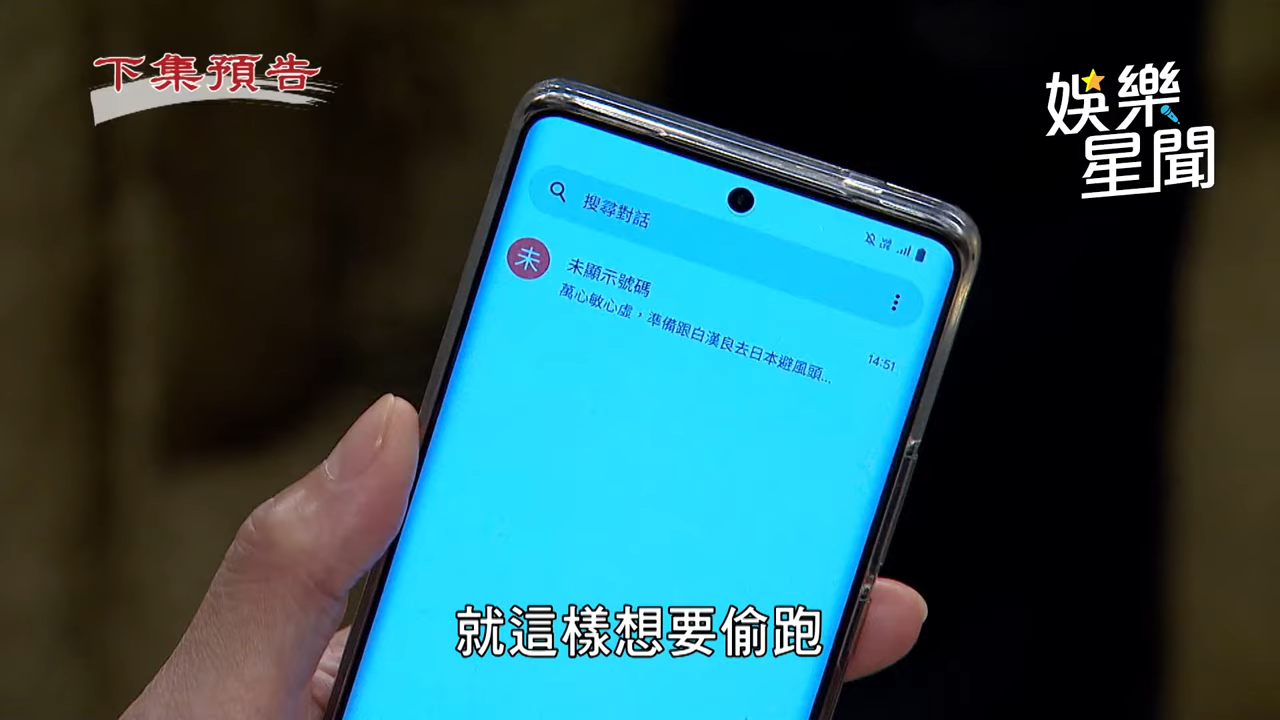 下集預告
娛樂
星聞
搜尋對話
未
未顯示號碼
萬心敏心虛，準備跟白漢良去日本避風頭...
14:51
就這樣想要偷跑